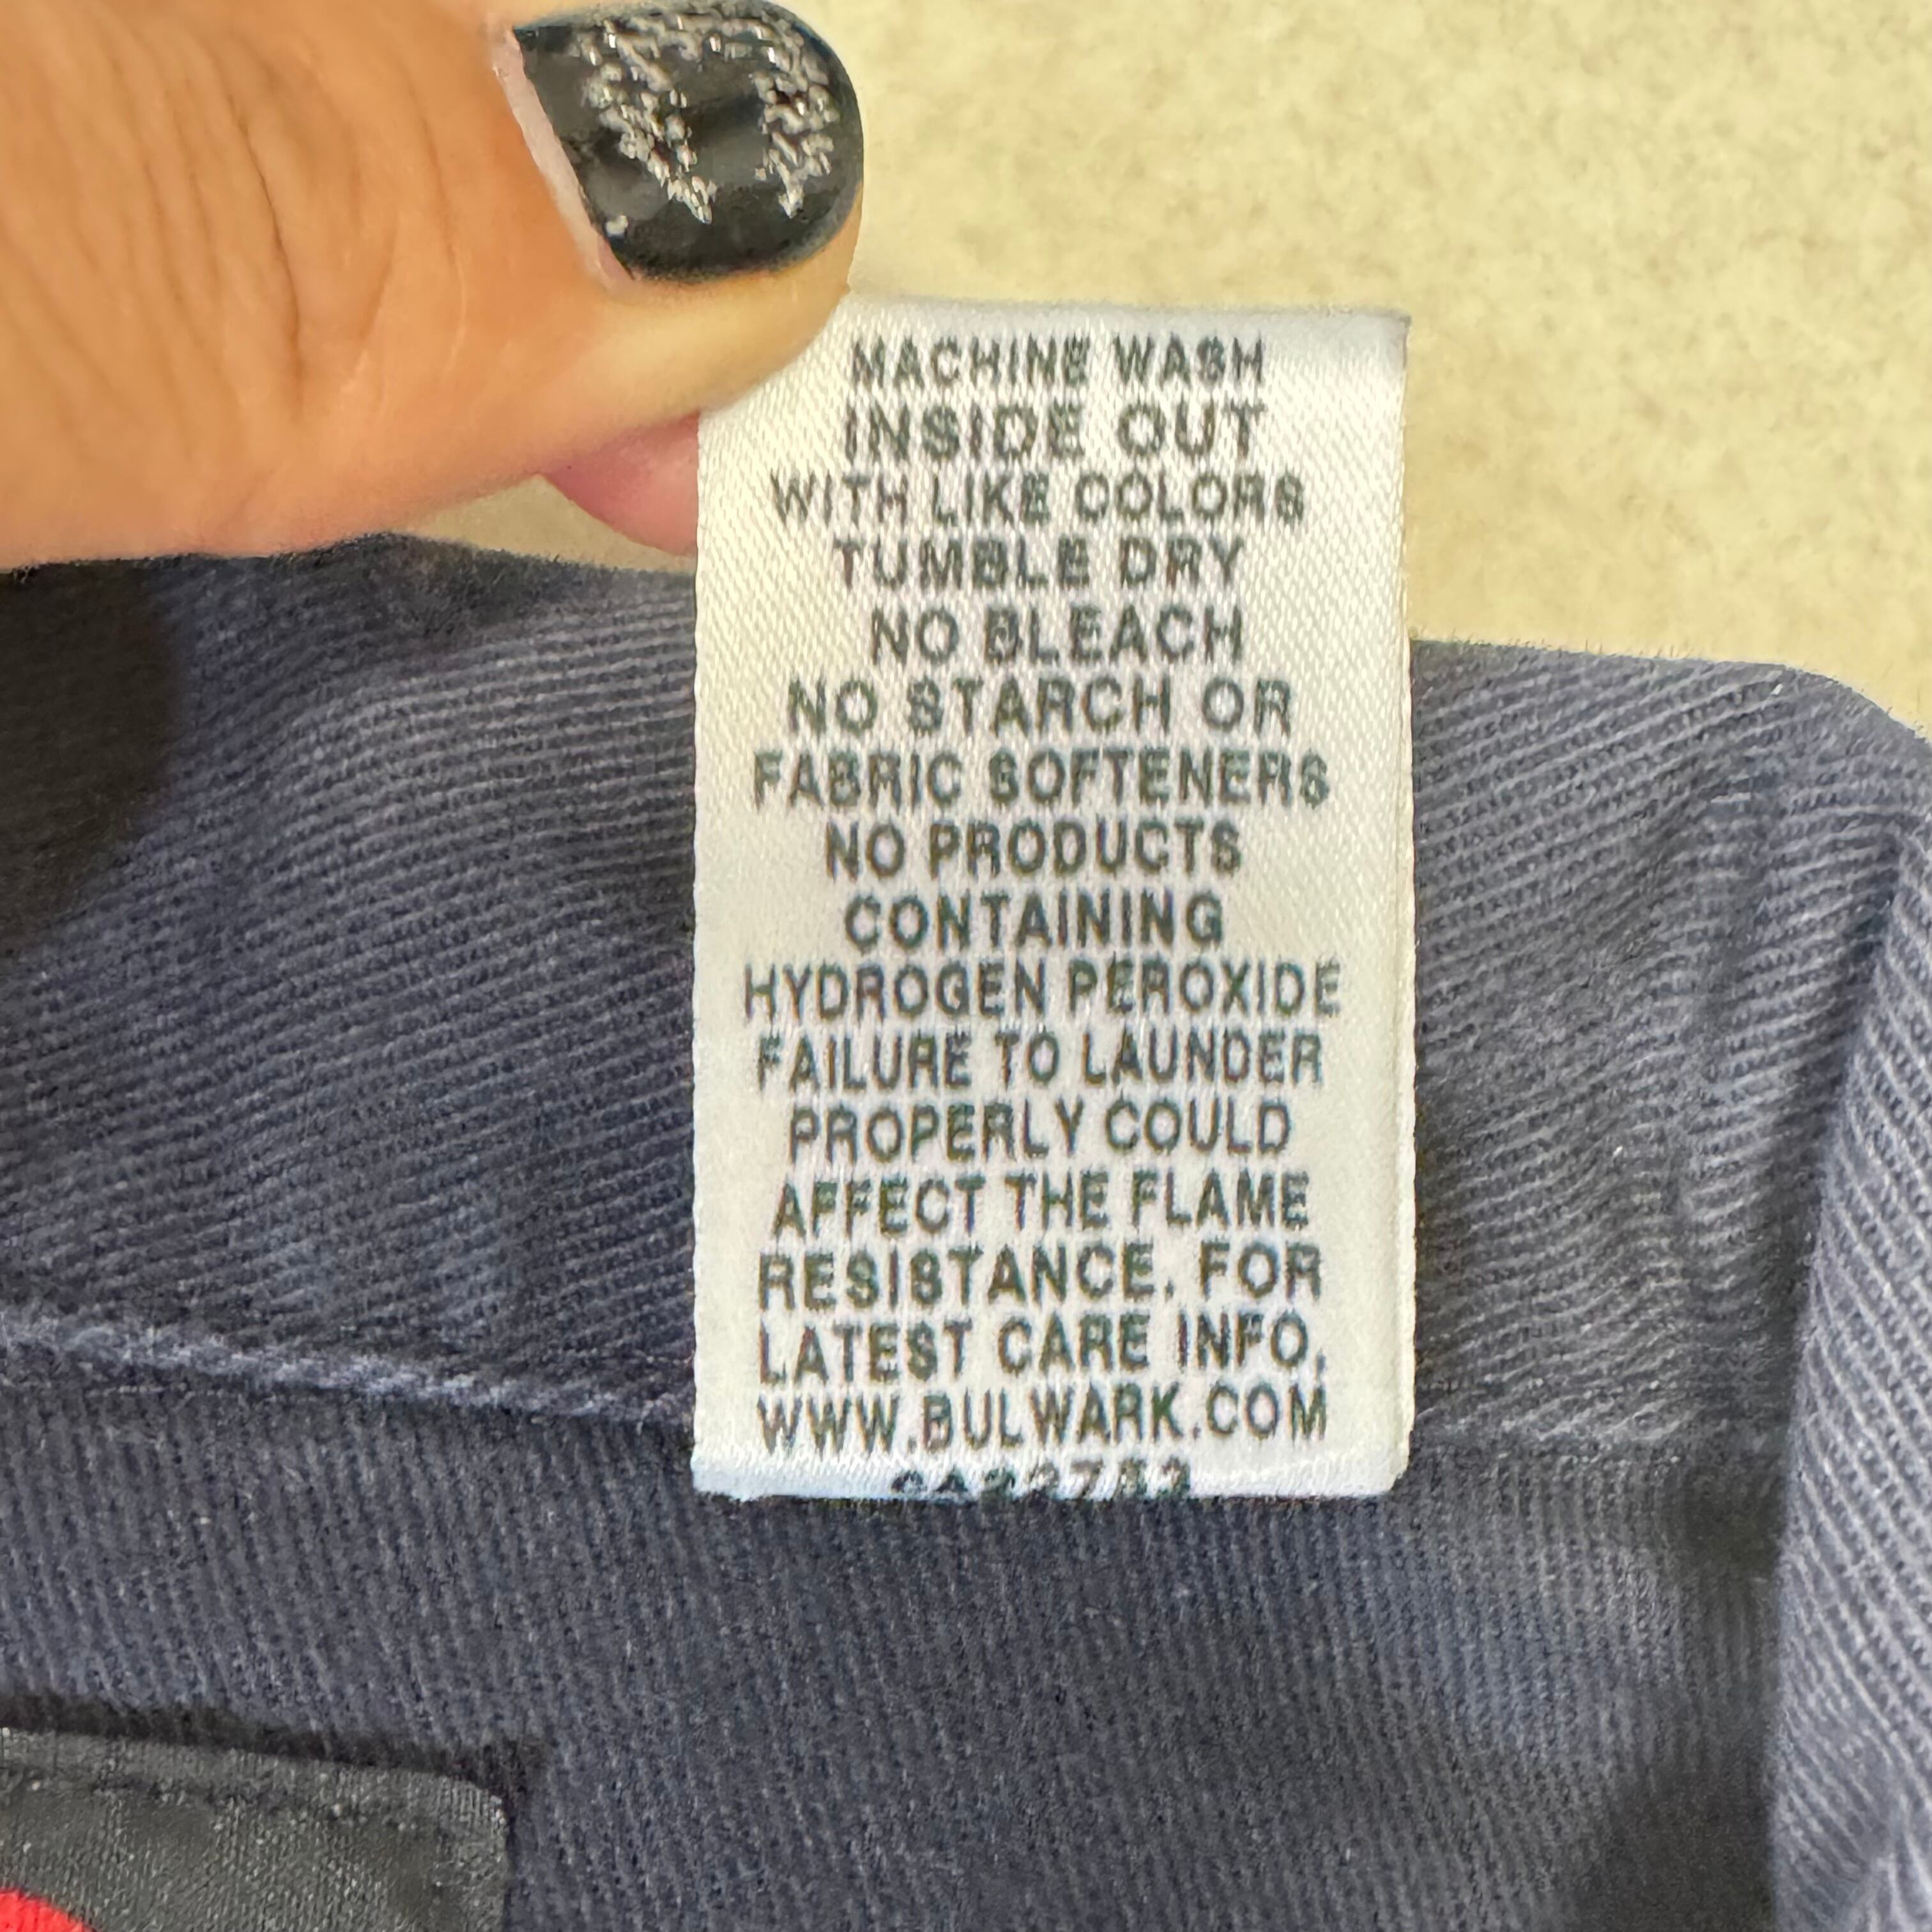 MACHINE WASH
INSIDE OUT
WITH LIKE COLORS
TUMBLE DRY
NO BLEACH
NO STARCH OR
FABRIC SOFTENERS
NO PRODUCTS
CONTAINING
HYDROGEN PEROXIDE
FAILURE TO LAUNDER
PROPERLY COULD
AFFECT THE FLAME
RESISTANCE. FOR
LATEST CARE INFO,
WWW.BULWARK.COM